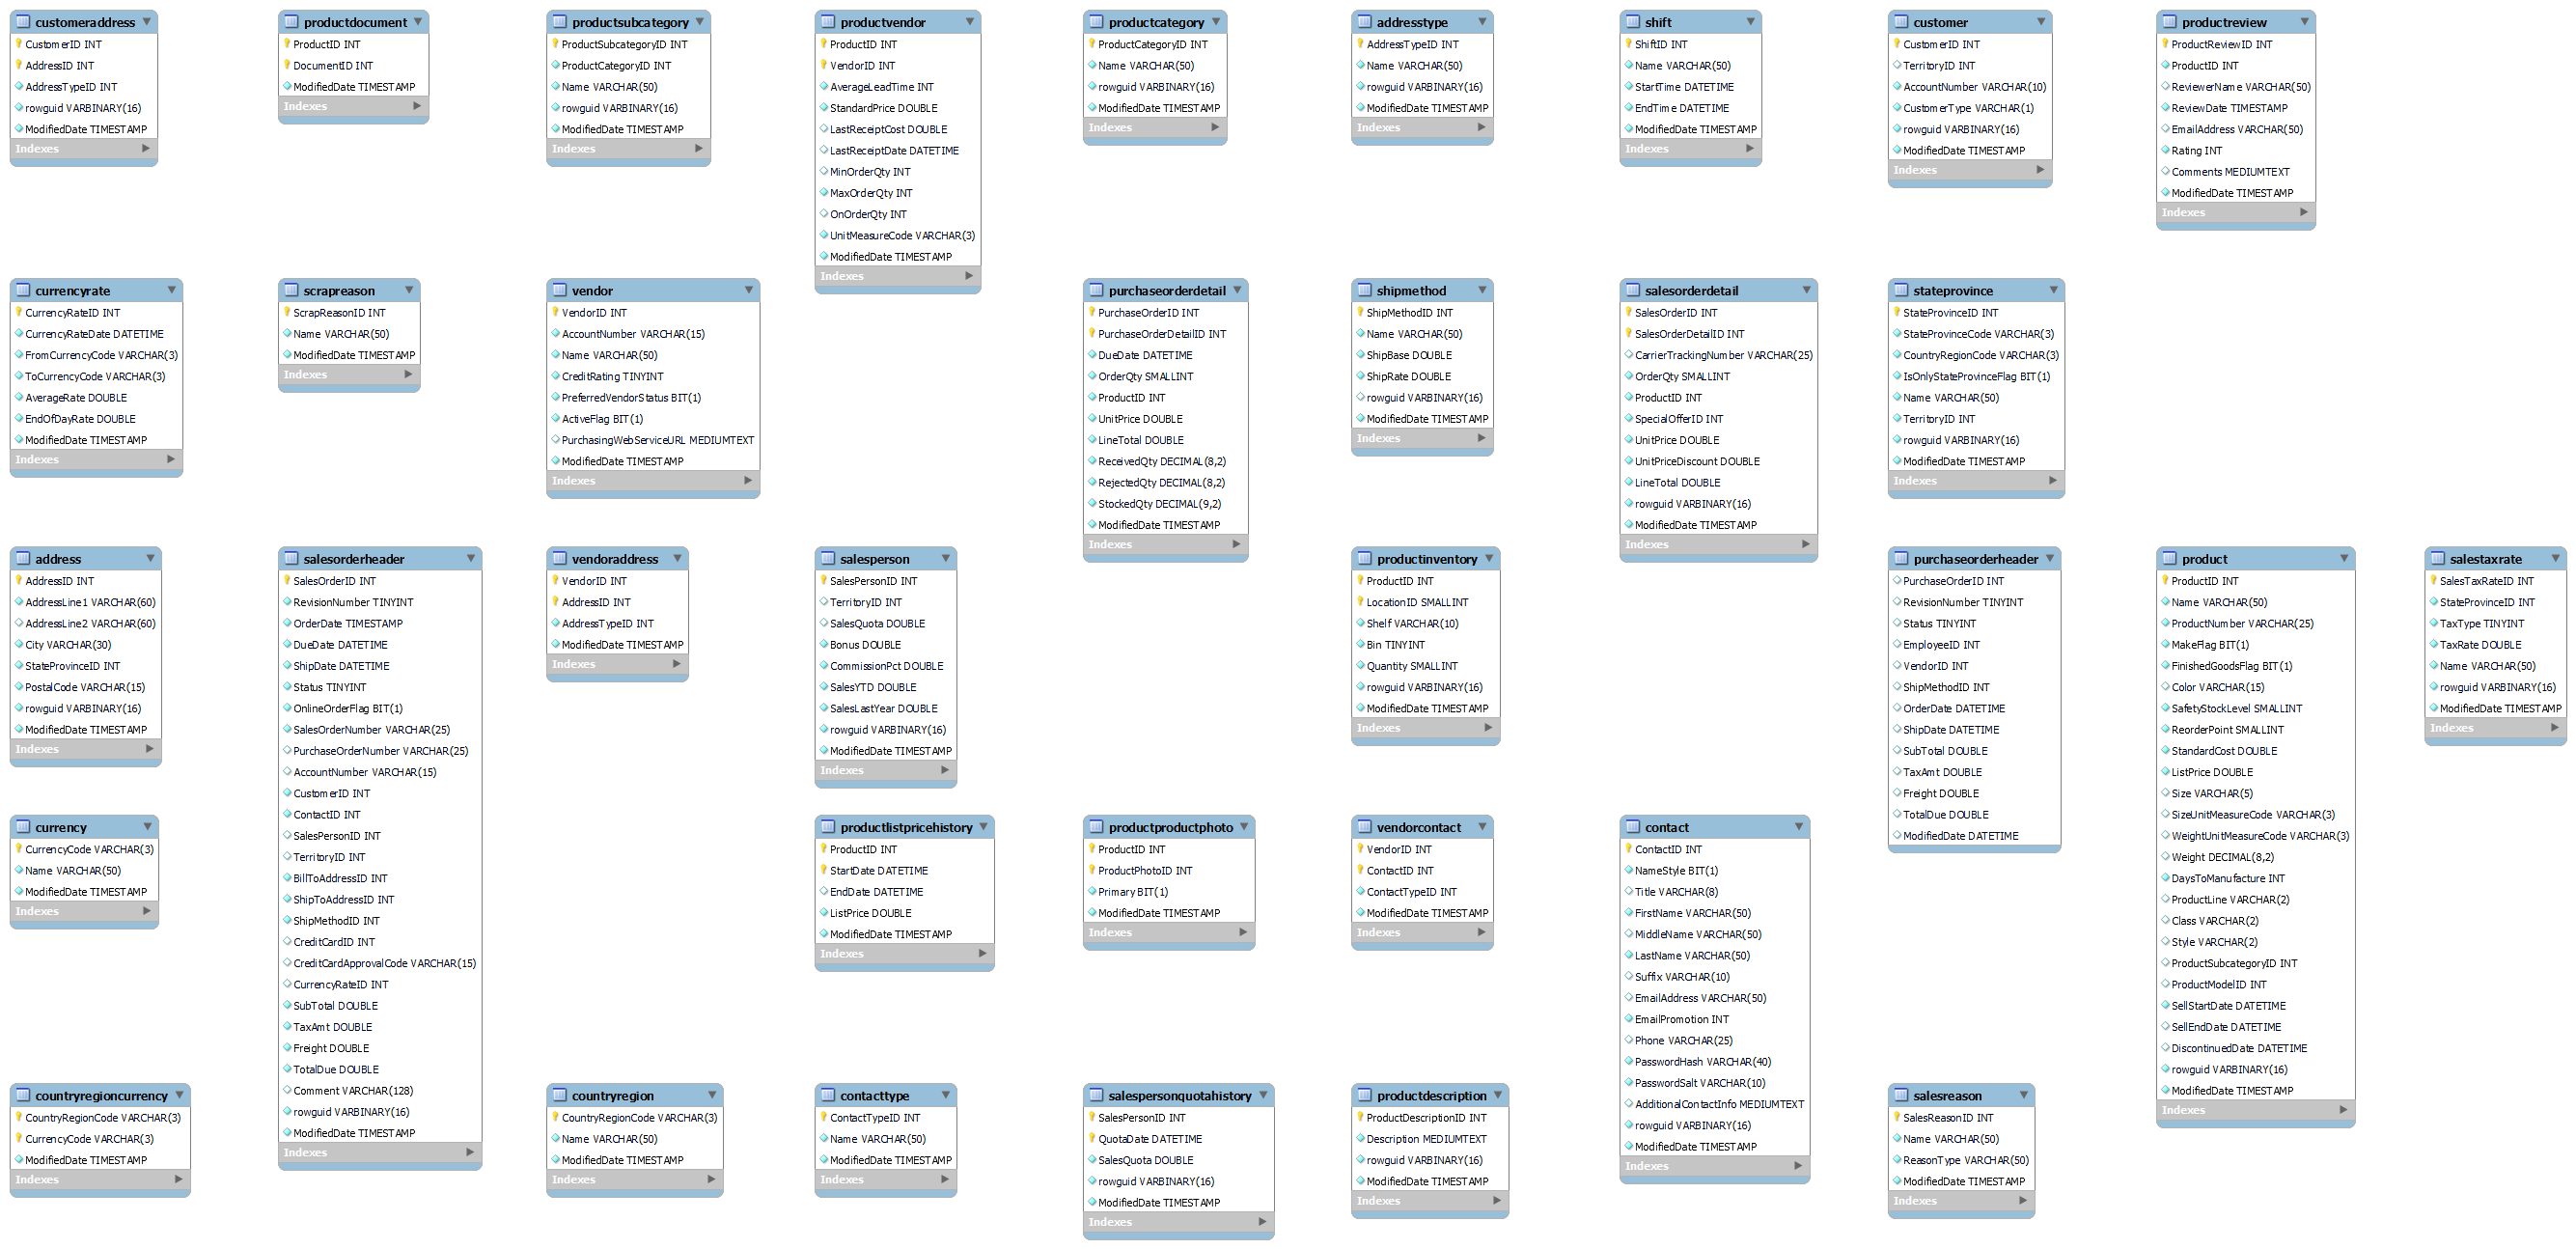 customeraddress
CustomerID INT
AddressID INT
AddressTypeID INT
rowguid VARBINARY(16)
ModifiedDate TIMESTAMP
Indexes
productdocument
ProductID INT
DocumentID INT
ModifiedDate TIMESTAMP
Indexes
productsubcategory
ProductSubcategoryID INT
ProductCategoryID INT
Name VARCHAR(50)
rowguid VARBINARY(16)
ModifiedDate TIMESTAMP
Indexes
productvendor
ProductID INT
VendorID INT
AverageLeadTime INT
StandardPrice DOUBLE
LastReceiptCost DOUBLE
LastReceiptDate DATETIME
MinOrderQty INT
MaxOrderQty INT
OnOrderQty INT
UnitMeasureCode VARCHAR(3)
ModifiedDate TIMESTAMP
Indexes
productcategory
ProductCategoryID INT
Name VARCHAR(50)
rowguid VARBINARY(16)
ModifiedDate TIMESTAMP
Indexes
addresstype
AddressTypeID INT
Name VARCHAR(50)
rowguid VARBINARY(16)
ModifiedDate TIMESTAMP
Indexes
shift
ShiftID INT
Name VARCHAR(50)
StartTime DATETIME
EndTime DATETIME
ModifiedDate TIMESTAMP
Indexes
customer
CustomerID INT
TerritoryID INT
AccountNumber VARCHAR(10)
CustomerType VARCHAR(1)
rowguid VARBINARY(16)
ModifiedDate TIMESTAMP
Indexes
productreview
ProductReviewID INT
ProductID INT
ReviewerName VARCHAR(50)
ReviewDate TIMESTAMP
EmailAddress VARCHAR(50)
Rating INT
Comments MEDIUMTEXT
ModifiedDate TIMESTAMP
Indexes
currencyrate
CurrencyRateID INT
CurrencyRateDate DATETIME
FromCurrencyCode VARCHAR(3)
ToCurrencyCode VARCHAR(3)
AverageRate DOUBLE
EndOfDayRate DOUBLE
ModifiedDate TIMESTAMP
Indexes
scrapreason
ScrapReasonID INT
Name VARCHAR(50)
ModifiedDate TIMESTAMP
Indexes
vendor
VendorID INT
AccountNumber VARCHAR(15)
Name VARCHAR(50)
CreditRating TINYINT
PreferredVendorStatus BIT(1)
ActiveFlag BIT(1)
PurchasingWebServiceURL MEDIUMTEXT
ModifiedDate TIMESTAMP
Indexes
purchaseorderdetail
PurchaseOrderID INT
PurchaseOrderDetailID INT
DueDate DATETIME
OrderQty SMALLINT
ProductID INT
UnitPrice DOUBLE
LineTotal DOUBLE
ReceivedQty DECIMAL(8,2)
RejectedQty DECIMAL(8,2)
StockedQty DECIMAL(9,2)
ModifiedDate TIMESTAMP
Indexes
shipmethod
ShipMethodID INT
Name VARCHAR(50)
ShipBase DOUBLE
ShipRate DOUBLE
rowguid VARBINARY(16)
ModifiedDate TIMESTAMP
Indexes
salesorderdetail
SalesOrderID INT
SalesOrderDetailID INT
CarrierTrackingNumber VARCHAR(25)
OrderQty SMALLINT
ProductID INT
SpecialOfferID INT
UnitPrice DOUBLE
UnitPriceDiscount DOUBLE
LineTotal DOUBLE
rowguid VARBINARY(16)
ModifiedDate TIMESTAMP
Indexes
stateprovince
StateProvinceID INT
StateProvinceCode VARCHAR(3)
CountryRegionCode VARCHAR(3)
IsOnlyStateProvinceFlag BIT(1)
Name VARCHAR(50)
TerritoryID INT
rowguid VARBINARY(16)
ModifiedDate TIMESTAMP
Indexes
address
AddressID INT
AddressLine1 VARCHAR(60)
AddressLine2 VARCHAR(60)
City VARCHAR(30)
StateProvinceID INT
PostalCode VARCHAR(15)
rowguid VARBINARY(16)
ModifiedDate TIMESTAMP
Indexes
salesorderheader
SalesOrderID INT
RevisionNumber TINYINT
OrderDate TIMESTAMP
DueDate DATETIME
ShipDate DATETIME
Status TINYINT
OnlineOrderFlag BIT(1)
SalesOrderNumber VARCHAR(25)
PurchaseOrderNumber VARCHAR(25)
AccountNumber VARCHAR(15)
CustomerID INT
ContactID INT
SalesPersonID INT
TerritoryID INT
BillToAddressID INT
ShipToAddressID INT
ShipMethodID INT
CreditCardID INT
CreditCardApprovalCode VARCHAR(15)
CurrencyRateID INT
SubTotal DOUBLE
TaxAmt DOUBLE
Freight DOUBLE
TotalDue DOUBLE
Comment VARCHAR(128)
rowguid VARBINARY(16)
ModifiedDate TIMESTAMP
Indexes
vendoraddress
VendorID INT
AddressID INT
AddressTypeID INT
ModifiedDate TIMESTAMP
Indexes
salesperson
SalesPersonID INT
TerritoryID INT
SalesQuota DOUBLE
Bonus DOUBLE
CommissionPct DOUBLE
SalesYTD DOUBLE
SalesLastYear DOUBLE
rowguid VARBINARY(16)
ModifiedDate TIMESTAMP
Indexes
productinventory
ProductID INT
LocationID SMALLINT
Shelf VARCHAR(10)
Bin TINYINT
Quantity SMALLINT
rowguid VARBINARY(16)
ModifiedDate TIMESTAMP
Indexes
purchaseorderheader
PurchaseOrderID INT
RevisionNumber TINYINT
Status TINYINT
EmployeeID INT
VendorID INT
ShipMethodID INT
OrderDate DATETIME
ShipDate DATETIME
SubTotal DOUBLE
TaxAmt DOUBLE
Freight DOUBLE
TotalDue DOUBLE
ModifiedDate DATETIME
product
ProductID INT
Name VARCHAR(50)
ProductNumber VARCHAR(25)
MakeFlag BIT(1)
FinishedGoodsFlag BIT(1)
Color VARCHAR(15)
SafetyStockLevel SMALLINT
ReorderPoint SMALLINT
StandardCost DOUBLE
ListPrice DOUBLE
Size VARCHAR(5)
SizeUnitMeasureCode VARCHAR(3)
WeightUnitMeasureCode VARCHAR(3)
Weight DECIMAL(8,2)
DaysToManufacture INT
ProductLine VARCHAR(2)
Class VARCHAR(2)
Style VARCHAR(2)
ProductSubcategoryID INT
ProductModelID INT
SellStartDate DATETIME
SellEndDate DATETIME
DiscontinuedDate DATETIME
rowguid VARBINARY(16)
ModifiedDate TIMESTAMP
Indexes
salestaxrate
SalesTaxRateID INT
StateProvinceID INT
TaxType TINYINT
TaxRate DOUBLE
Name VARCHAR(50)
rowguid VARBINARY(16)
ModifiedDate TIMESTAMP
Indexes
currency
CurrencyCode VARCHAR(3)
Name VARCHAR(50)
ModifiedDate TIMESTAMP
Indexes
productlistpricehistory
ProductID INT
StartDate DATETIME
EndDate DATETIME
ListPrice DOUBLE
ModifiedDate TIMESTAMP
Indexes
productproductphoto
ProductID INT
ProductPhotoID INT
Primary BIT(1)
ModifiedDate TIMESTAMP
Indexes
vendorcontact
VendorID INT
ContactID INT
ContactTypeID INT
ModifiedDate TIMESTAMP
Indexes
contact
ContactID INT
NameStyle BIT(1)
Title VARCHAR(8)
FirstName VARCHAR(50)
MiddleName VARCHAR(50)
LastName VARCHAR(50)
Suffix VARCHAR(10)
EmailAddress VARCHAR(50)
EmailPromotion INT
Phone VARCHAR(25)
PasswordHash VARCHAR(40)
PasswordSalt VARCHAR(10)
AdditionalContactInfo MEDIUMTEXT
rowguid VARBINARY(16)
ModifiedDate TIMESTAMP
Indexes
countryregioncurrency
CountryRegionCode VARCHAR(3)
CurrencyCode VARCHAR(3)
ModifiedDate TIMESTAMP
Indexes
countryregion
CountryRegionCode VARCHAR(3)
Name VARCHAR(50)
ModifiedDate TIMESTAMP
Indexes
contacttype
ContactTypeID INT
Name VARCHAR(50)
ModifiedDate TIMESTAMP
Indexes
salespersonquotahistory
SalesPersonID INT
QuotaDate DATETIME
SalesQuota DOUBLE
rowguid VARBINARY(16)
ModifiedDate TIMESTAMP
Indexes
productdescription
ProductDescriptionID INT
Description MEDIUMTEXT
rowguid VARBINARY(16)
ModifiedDate TIMESTAMP
Indexes
salesreason
SalesReasonID INT
Name VARCHAR(50)
ReasonType VARCHAR(50)
ModifiedDate TIMESTAMP
Indexes